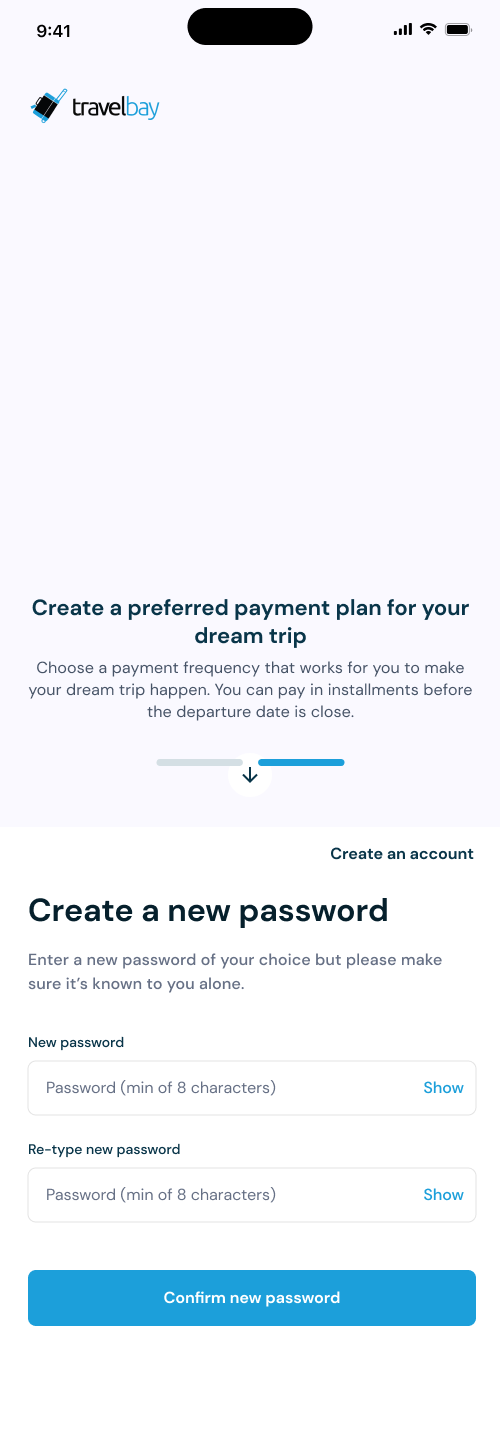 9:41
travelbay
Create a preferred payment plan for your
dream trip
Choose a payment frequency that works for you to make
your dream trip happen. You can pay in installments before
the departure date is close.
Create an account
Create a new password
Enter a new password of your choice but please make
sure it’s known to you alone.
New password
Password (min of 8 characters) Show
Re-type new password
Password (min of 8 characters) Show
Confirm new password